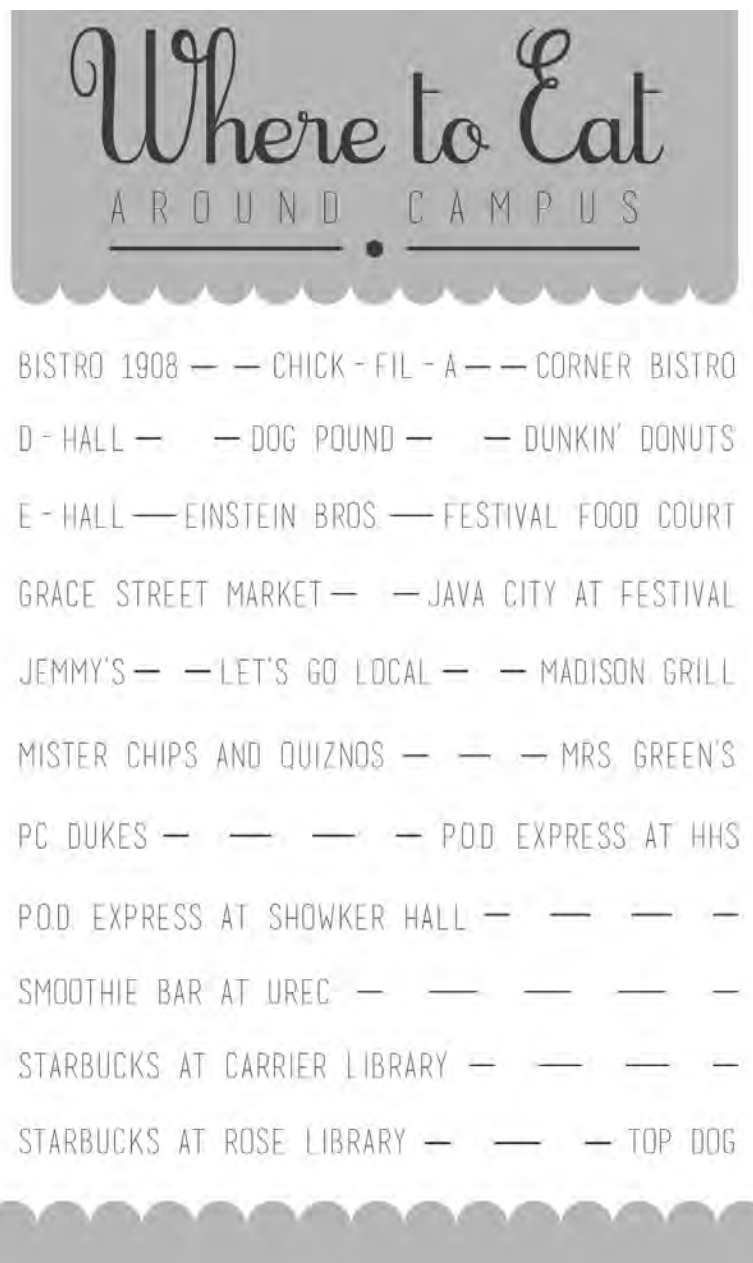 Where to Eat
AROUND CAMPUS
BISTRO 1908 — — CHICK-FIL-A — — CORNER BISTRO
D-HALL — — DOG POUND — — DUNKIN' DONUTS
E-HALL — EINSTEIN BROS. — FESTIVAL FOOD COURT
GRACE STREET MARKET — — JAVA CITY AT FESTIVAL
JEMMY'S — — LET'S GO LOCAL — — MADISON GRILL
MISTER CHIPS AND QUIZNOS — — — MRS. GREEN'S
PC DUKES — — — — P.O.D. EXPRESS AT HHS
P.O.D. EXPRESS AT SHOWKER HALL — — — —
SMOOTHIE BAR AT UREC — — — — —
STARBUCKS AT CARRIER LIBRARY — — — —
STARBUCKS AT ROSE LIBRARY — — — TOP DOG